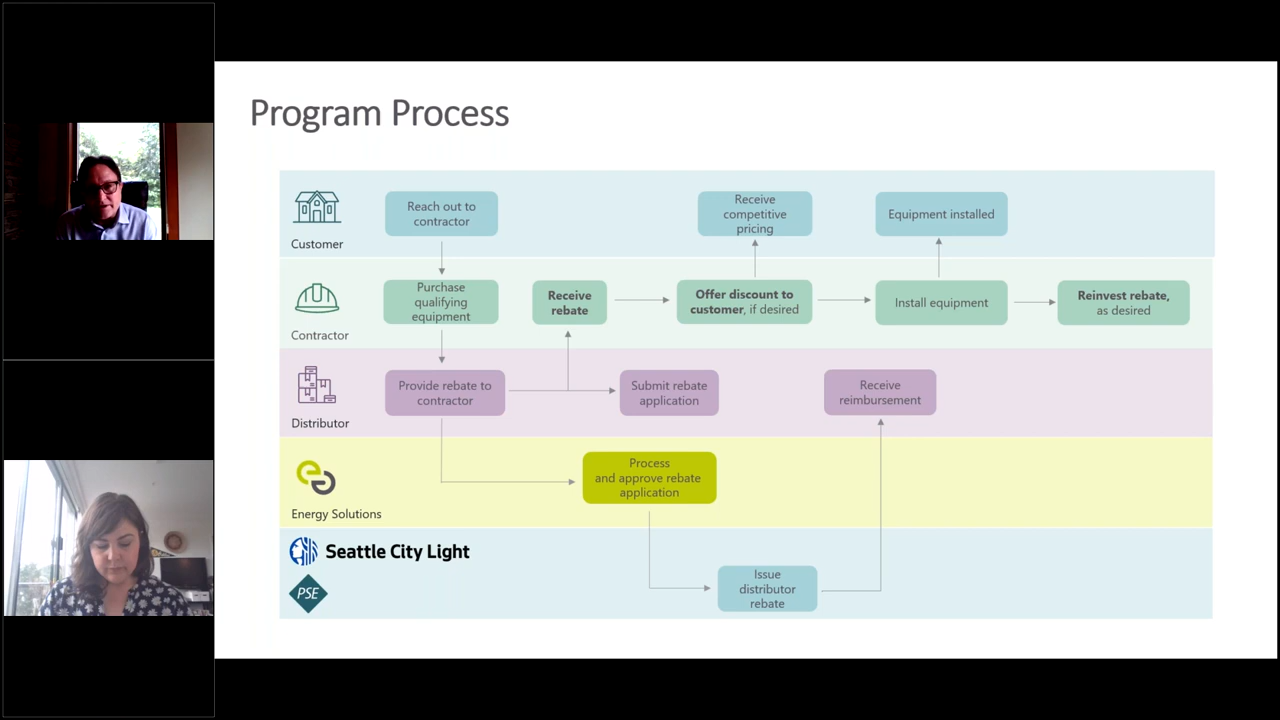 Program Process
Reach out to
contractor
Receive
competitive
pricing
Equipment installed
Customer
Purchase
qualifying
equipment
Receive
rebate
Offer discount to
customer, if desired
Install equipment
Reinvest rebate,
as desired
Contractor
Provide rebate to
contractor
Submit rebate
application
Receive
reimbursement
Distributor
Process
and approve rebate
application
Energy Solutions
Seattle City Light
PSE
Issue
distributor
rebate